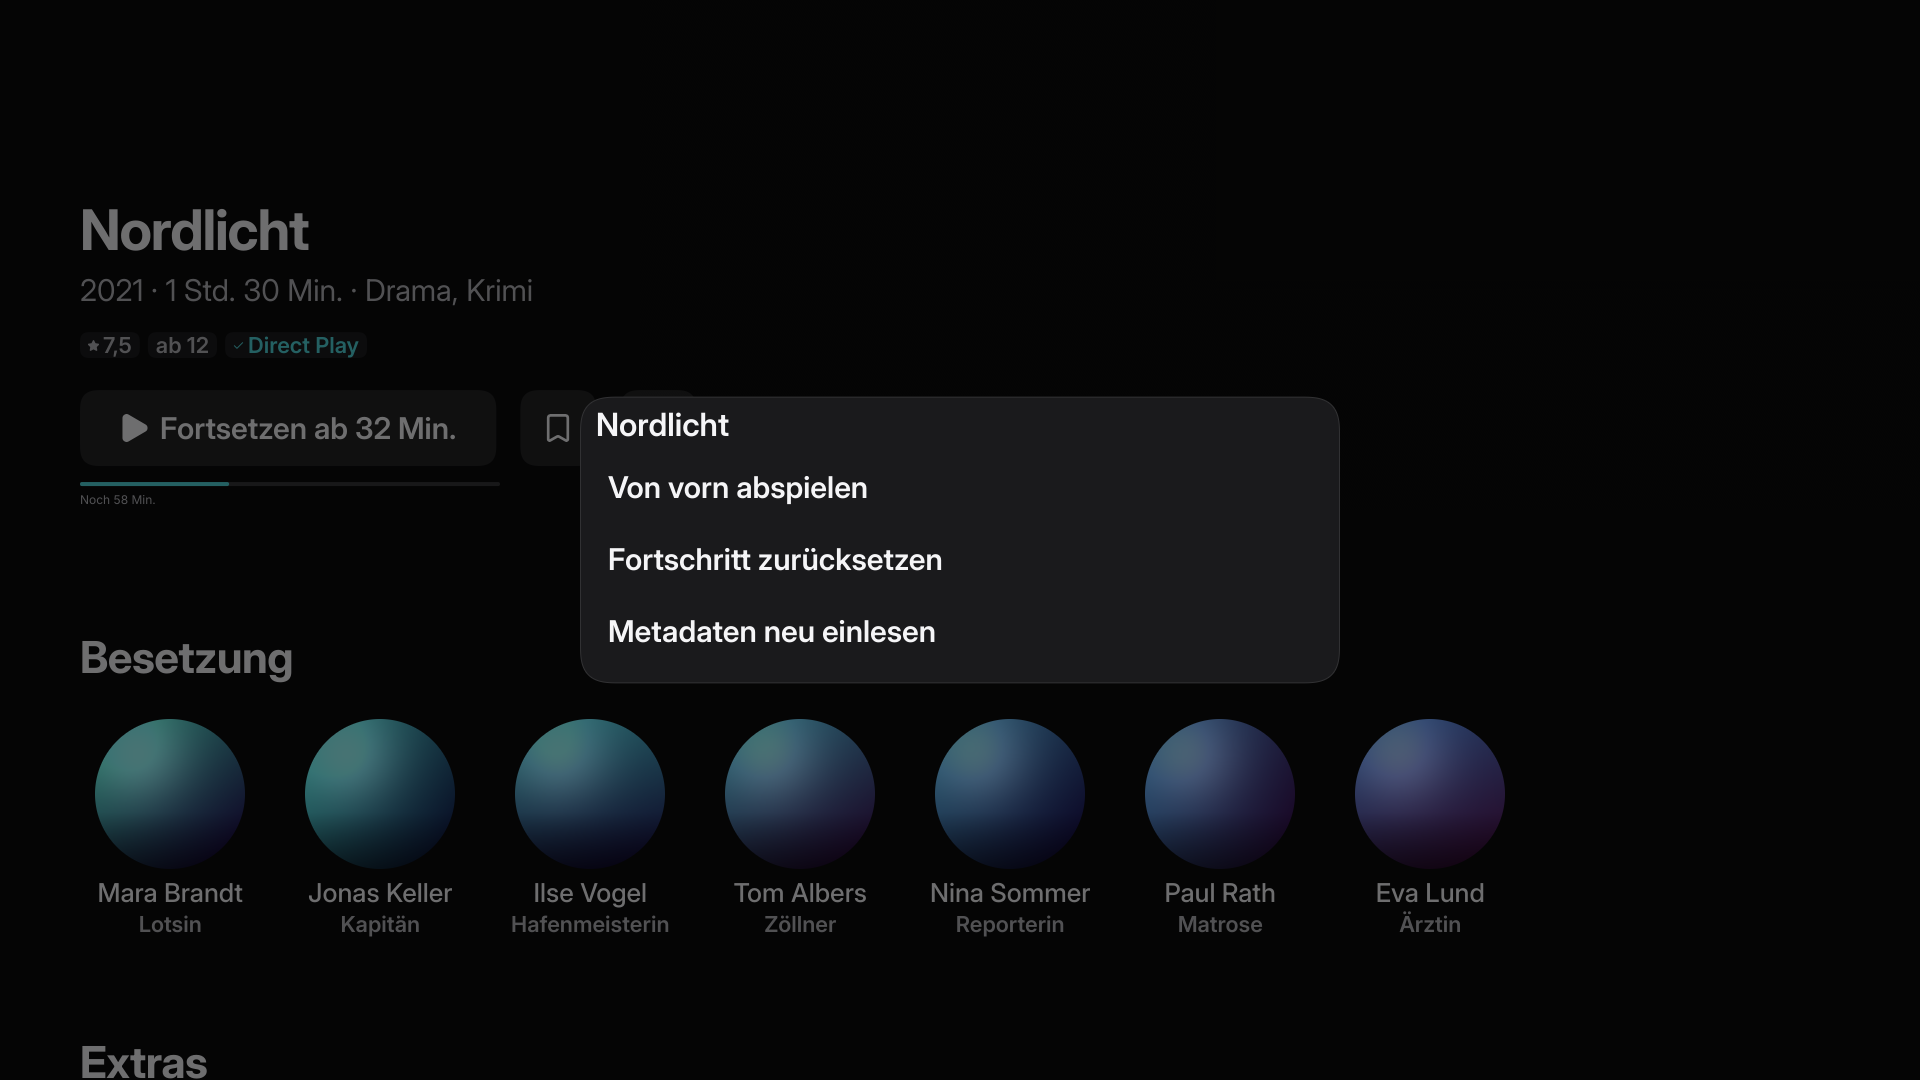 Nordlicht
2021 · 1 Std. 30 Min. · Drama, Krimi
7,5 ab 12 Direct Play
Fortsetzen ab 32 Min.
Noch 58 Min.
Nordlicht
Von vorn abspielen
Fortschritt zurücksetzen
Metadaten neu einlesen
Besetzung
Mara Brandt
Lotsin
Jonas Keller
Kapitän
Ilse Vogel
Hafenmeisterin
Tom Albers
Zöllner
Nina Sommer
Reporterin
Paul Rath
Matrose
Eva Lund
Ärztin
Extras